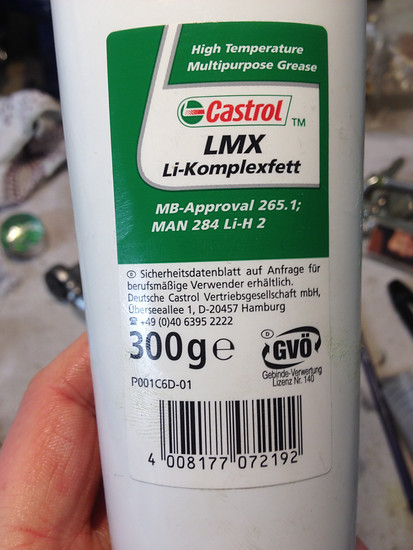 High Temperature
Multipurpose Grease
Castrol TM
LMX
Li-Komplexfett
MB-Approval 265.1;
MAN 284 Li-H 2
D Sicherheitsdatenblatt auf Anfrage für
berufsmäßige Verwender erhältlich.
Deutsche Castrol Vertriebsgesellschaft mbH,
Überseeallee 1, D-20457 Hamburg
☎ +49 (0)40 6395 2222
300g e
D
GVÖ
Gebinde-Verwertung
Lizenz Nr. 140
P001C6D-01
4 008177 072192